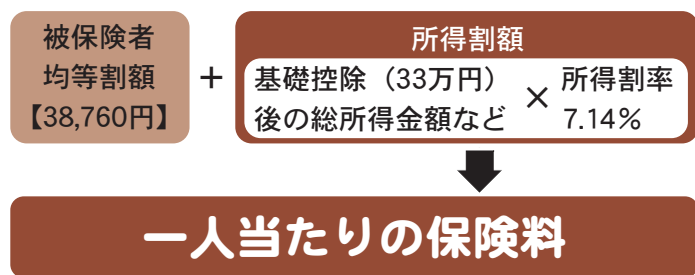 被保険者
均等割額
【38,760円】
+
所得割額
基礎控除（33万円）
後の総所得金額など
×
所得割率
7.14％
一人当たりの保険料